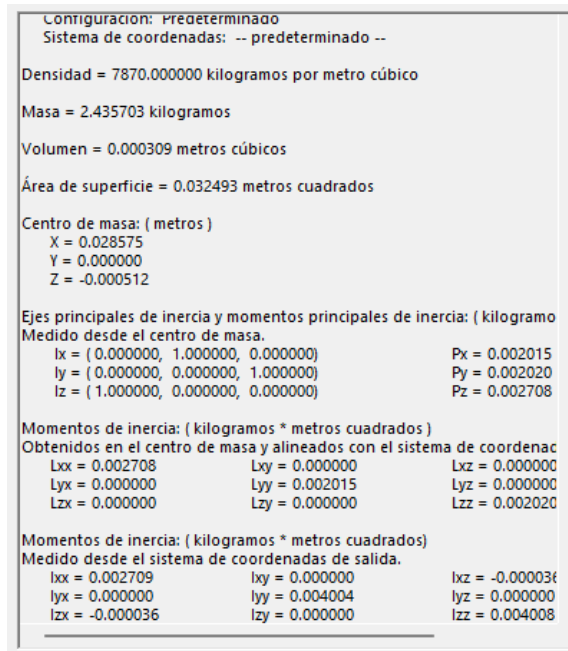 Configuración: Predeterminado
Sistema de coordenadas: -- predeterminado --
Densidad = 7870.000000 kilogramos por metro cúbico
Masa = 2.435703 kilogramos
Volumen = 0.000309 metros cúbicos
Área de superficie = 0.032493 metros cuadrados
Centro de masa: ( metros )
X = 0.028575
Y = 0.000000
Z = -0.000512
Ejes principales de inercia y momentos principales de inercia: ( kilogramo
Medido desde el centro de masa.
Ix = ( 0.000000, 1.000000, 0.000000) Px = 0.002015
Iy = ( 0.000000, 0.000000, 1.000000) Py = 0.002020
Iz = ( 1.000000, 0.000000, 0.000000) Pz = 0.002708
Momentos de inercia: ( kilogramos * metros cuadrados )
Obtenidos en el centro de masa y alineados con el sistema de coordenac
Lxx = 0.002708 Lxy = 0.000000 Lxz = 0.000000
Lyx = 0.000000 Lyy = 0.002015 Lyz = 0.000000
Lzx = 0.000000 Lzy = 0.000000 Lzz = 0.002020
Momentos de inercia: ( kilogramos * metros cuadrados)
Medido desde el sistema de coordenadas de salida.
Ixx = 0.002709 Ixy = 0.000000 Ixz = -0.000036
Iyx = 0.000000 Iyy = 0.004004 Iyz = 0.000000
Izx = -0.000036 Izy = 0.000000 Izz = 0.004008